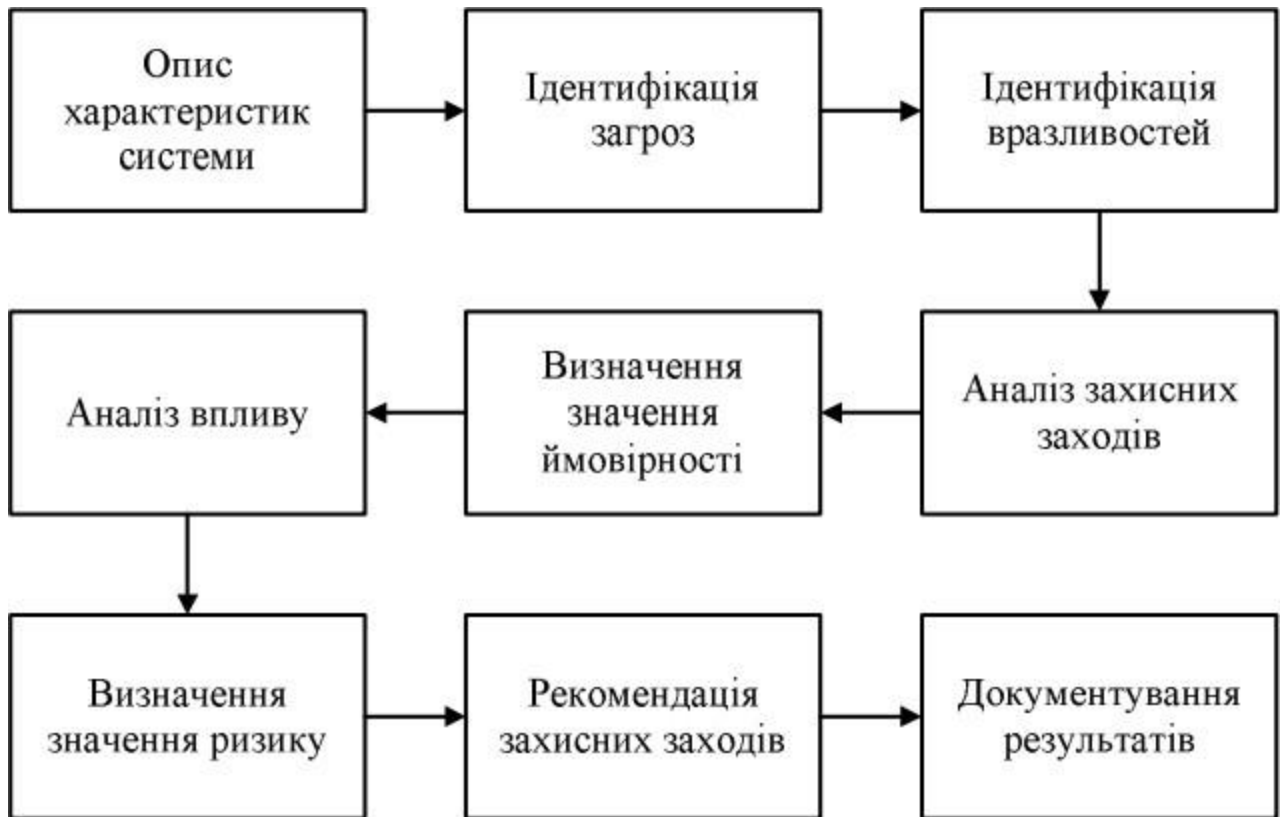 Опис
характеристик
системи
Ідентифікація
загроз
Ідентифікація
вразливостей
Аналіз захисних
заходів
Визначення
значення
ймовірності
Аналіз впливу
Визначення
значення ризику
Рекомендація
захисних заходів
Документування
результатів